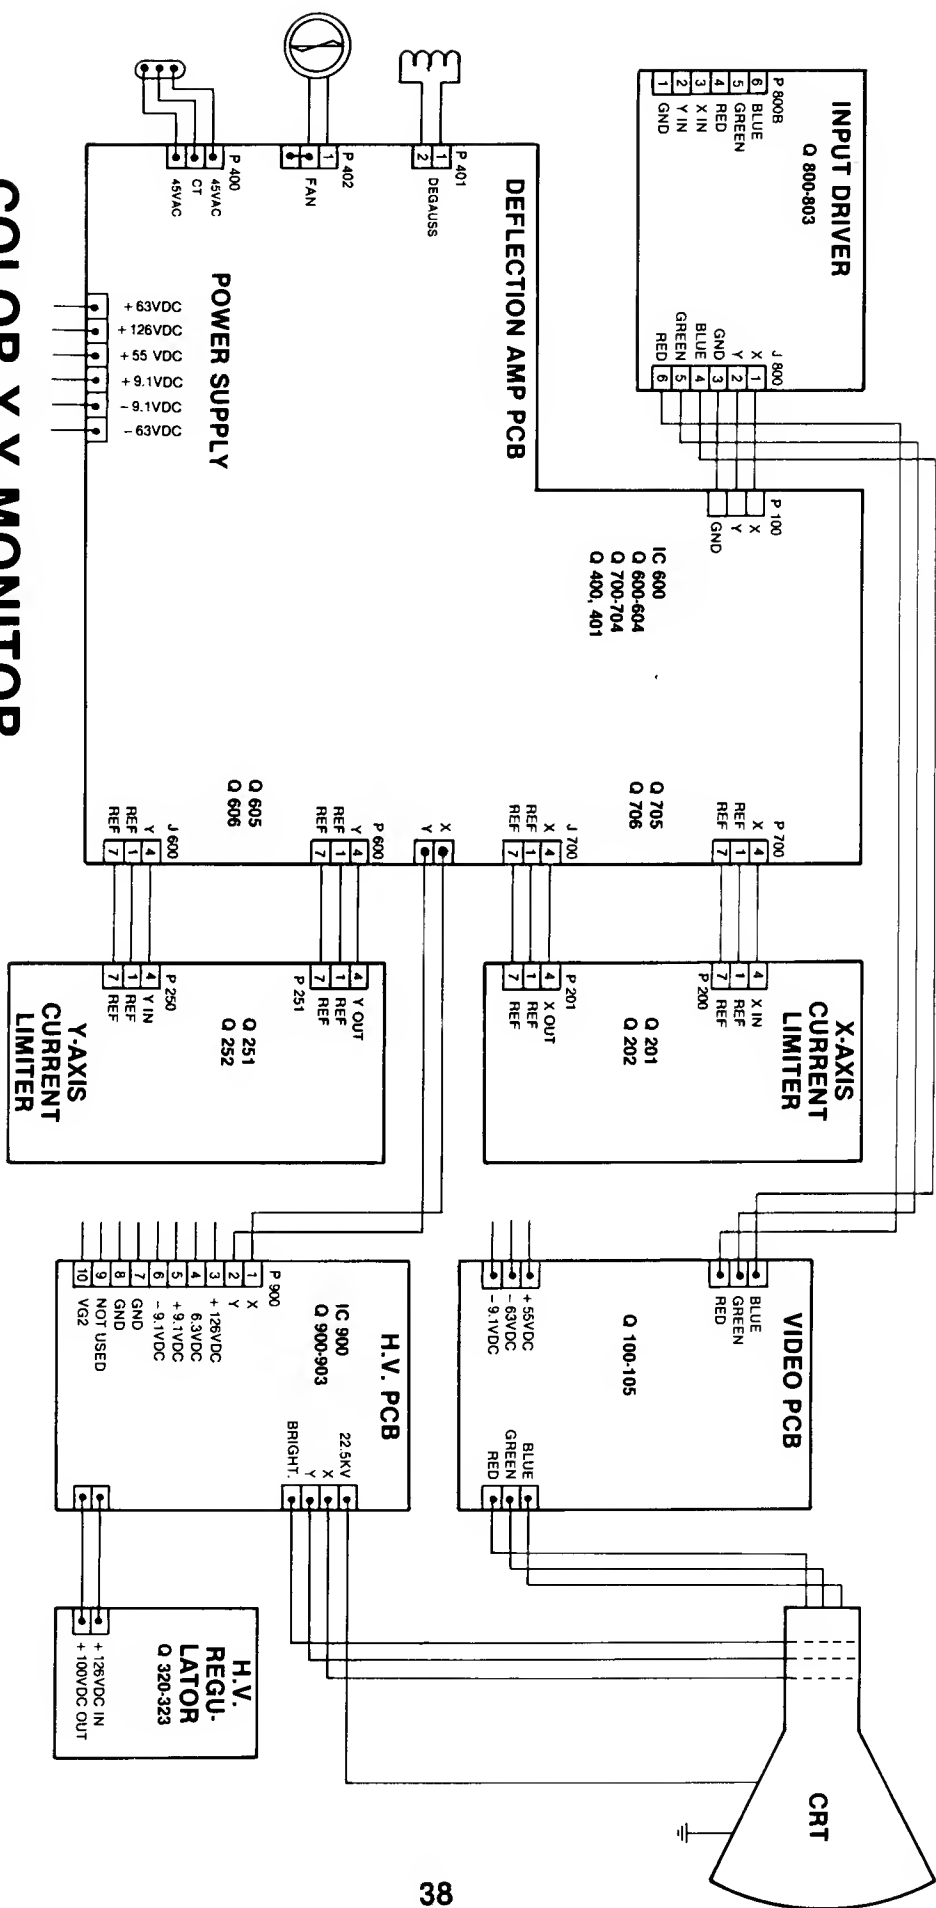 COLOR X-Y MONITOR
INPUT DRIVER
Q 800-803
P 800B
6 BLUE
5 GREEN
4 RED
3 X IN
2 Y IN
1 GND
J 800
X 1
Y 2
GND 3
BLUE 4
GREEN 5
RED 6
DEFLECTION AMP PCB
P 401
1
2
DEGAUSS
P 402
1
FAN
P 400
45VAC
CT
45VAC
POWER SUPPLY
+ 63VDC
+ 126VDC
+ 55 VDC
+ 9.1VDC
- 9.1VDC
- 63VDC
P 100
X
Y
GND
IC 600
Q 600-604
Q 700-704
Q 400, 401
Q 705
Q 706
P 700
X 4
REF 1
REF 7
J 700
X 4
REF 1
REF 7
X
Y
Q 605
Q 606
P 600
Y 4
REF 1
REF 7
J 600
Y 4
REF 1
REF 7
X-AXIS
CURRENT
LIMITER
P 200
4 X IN
1 REF
7 REF
Q 201
Q 202
P 201
4 X OUT
1 REF
7 REF
Y-AXIS
CURRENT
LIMITER
P 251
4 Y OUT
1 REF
7 REF
Q 251
Q 252
P 250
4 Y IN
1 REF
7 REF
VIDEO PCB
BLUE
GREEN
RED
Q 100-105
+ 55VDC
- 63VDC
- 9.1VDC
BLUE
GREEN
RED
H.V. PCB
P 900
1 X
2 Y
3 + 126VDC
4 6.3VDC
5 + 9.1VDC
6 - 9.1VDC
7 GND
8 GND
9 NOT USED
10 VG2
IC 900
Q 900-903
22.5KV
X
Y
BRIGHT.
H.V.
REGU-
LATOR
Q 320-323
+ 126VDC IN
+ 100VDC OUT
CRT
38